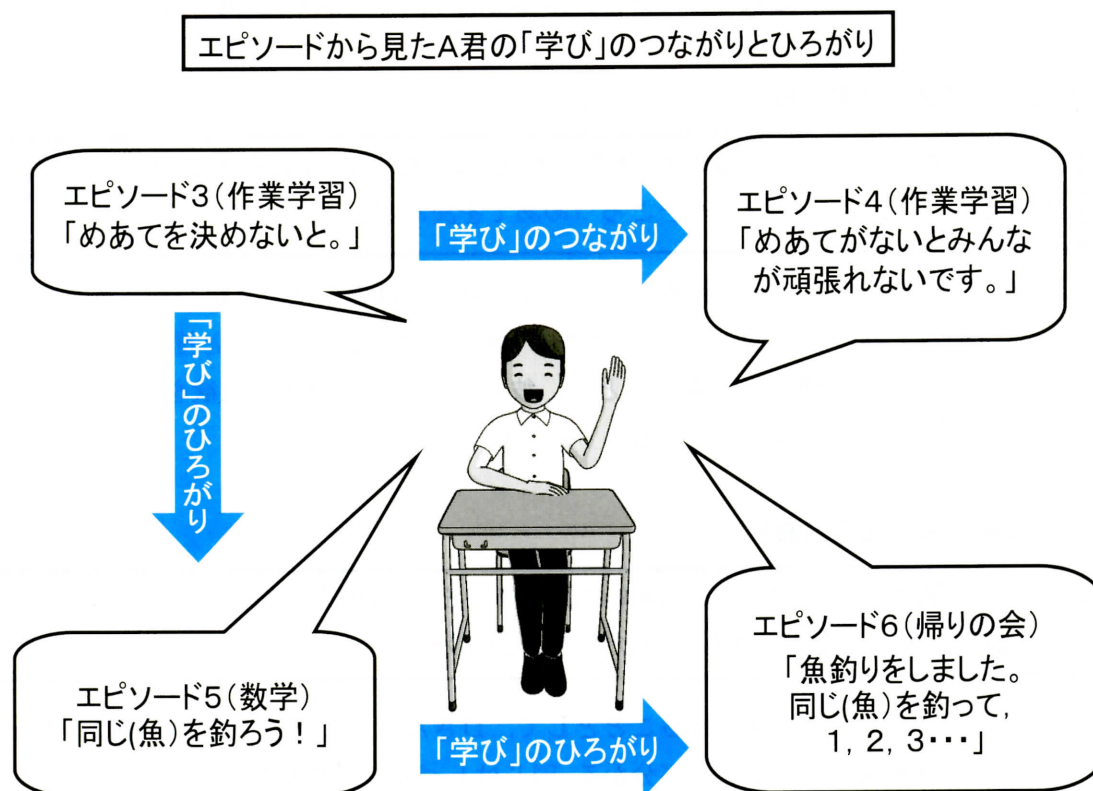 エピソードから見たA君の「学び」のつながりとひろがり
エピソード3(作業学習)
「めあてを決めないと。」
「学び」のつながり
エピソード4(作業学習)
「めあてがないとみんな
が頑張れないです。」
「学び」のひろがり
エピソード5(数学)
「同じ(魚)を釣ろう!」
「学び」のひろがり
エピソード6(帰りの会)
「魚釣りをしました。
同じ(魚)を釣って,
1, 2, 3・・・」